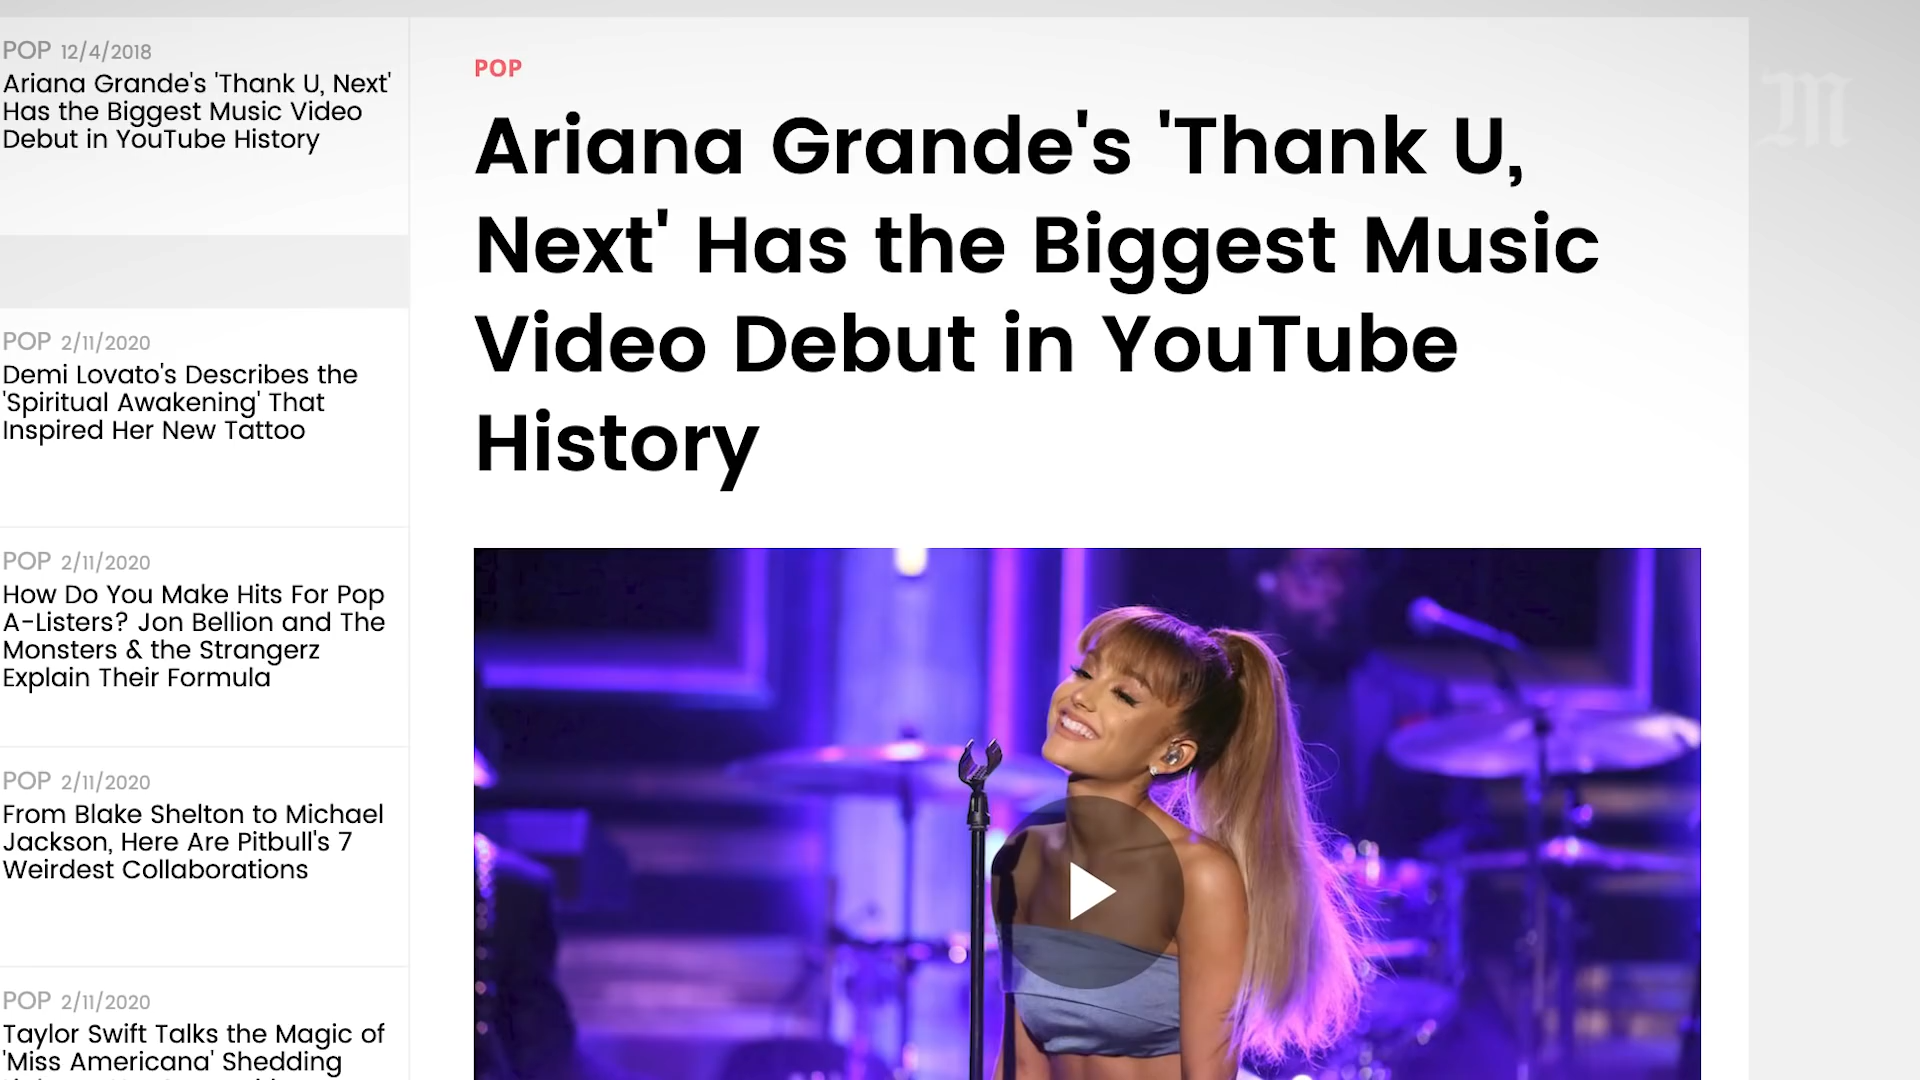 POP 12/4/2018
Ariana Grande's 'Thank U, Next'
Has the Biggest Music Video
Debut in YouTube History
POP 2/11/2020
Demi Lovato's Describes the
'Spiritual Awakening' That
Inspired Her New Tattoo
POP 2/11/2020
How Do You Make Hits For Pop
A-Listers? Jon Bellion and The
Monsters & the Strangerz
Explain Their Formula
POP 2/11/2020
From Blake Shelton to Michael
Jackson, Here Are Pitbull's 7
Weirdest Collaborations
POP 2/11/2020
Taylor Swift Talks the Magic of
'Miss Americana' Shedding
POP
Ariana Grande's 'Thank U,
Next' Has the Biggest Music
Video Debut in YouTube
History
M